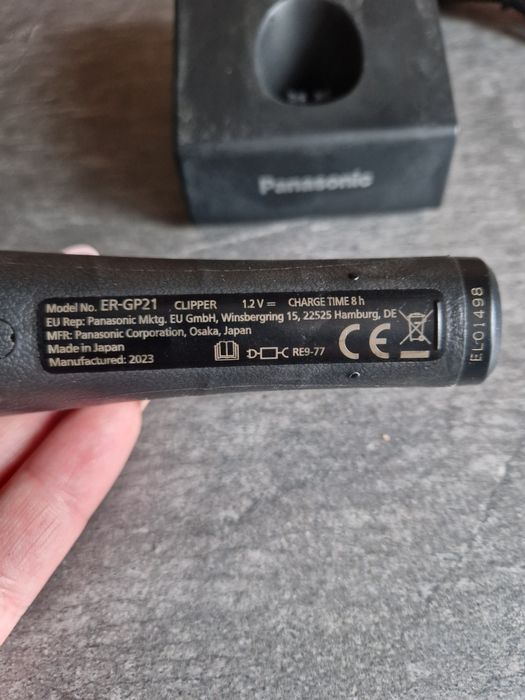 Panasonic
Model No. ER-GP21 CLIPPER 1.2 V CHARGE TIME 8 h
EU Rep: Panasonic Mktg. EU GmbH, Winsbergring 15, 22525 Hamburg, DE
MFR: Panasonic Corporation, Osaka, Japan
Made in Japan
Manufactured: 2023
RE9-77
CE
EL01498